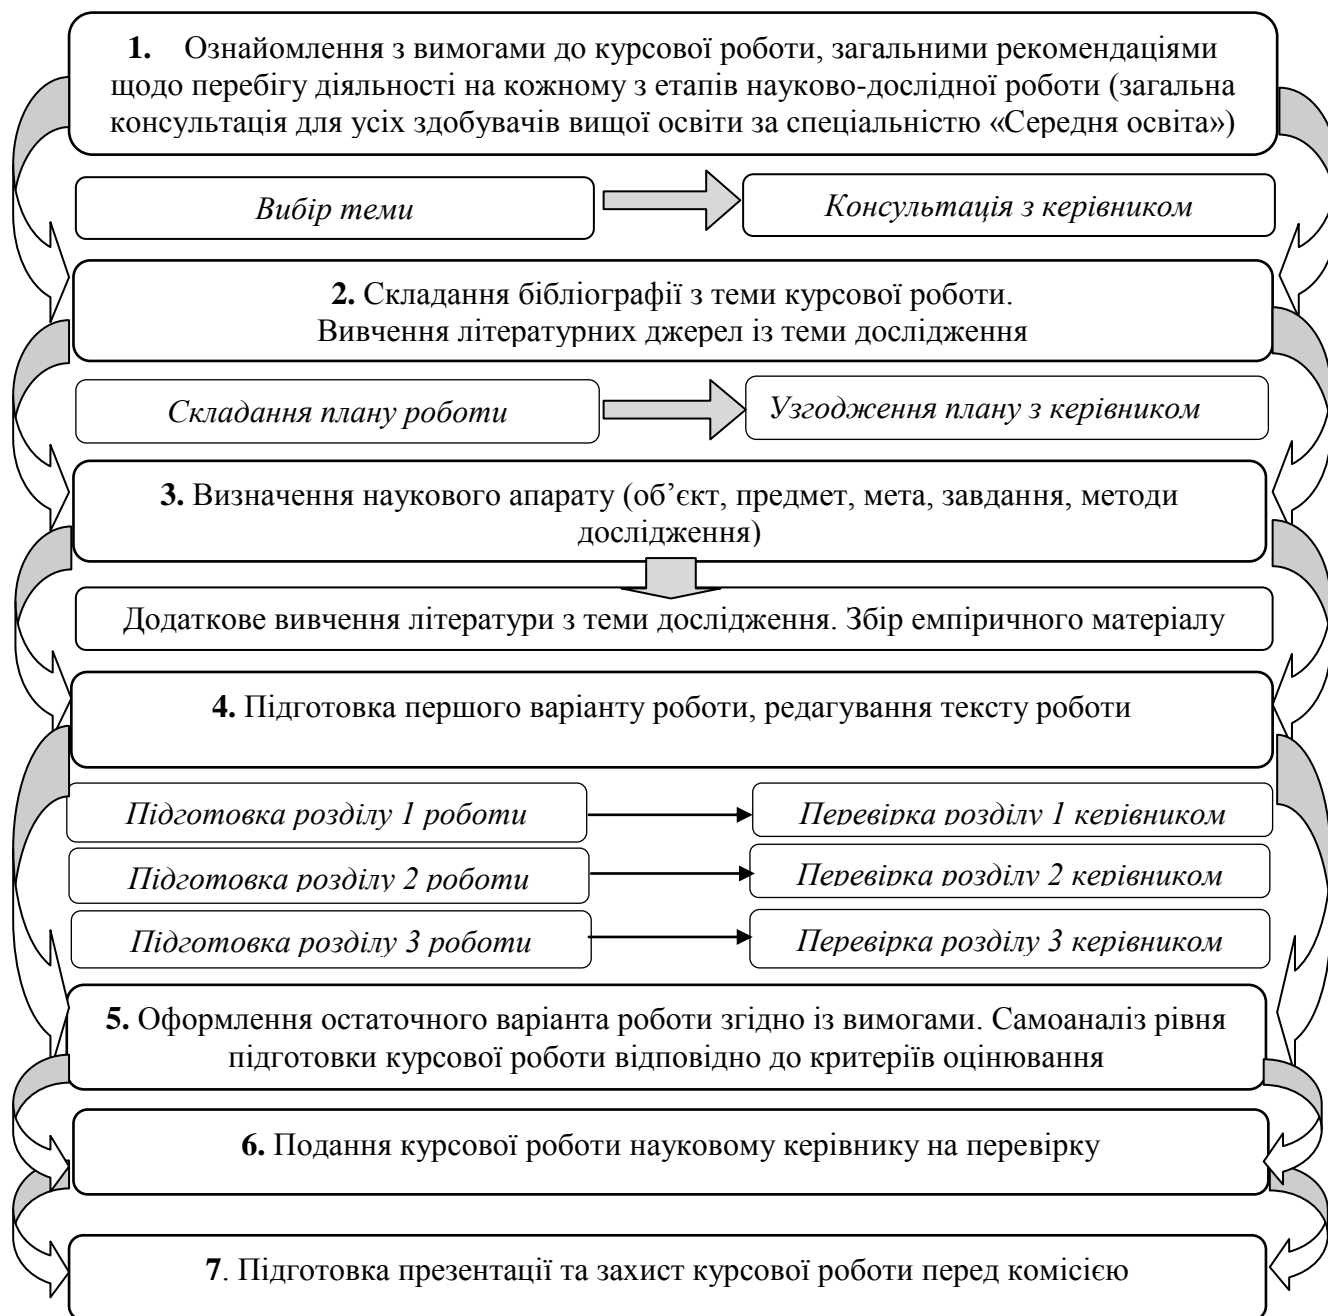 1. Ознайомлення з вимогами до курсової роботи, загальними рекомендаціями
щодо перебігу діяльності на кожному з етапів науково-дослідної роботи (загальна
консультація для усіх здобувачів вищої освіти за спеціальністю «Середня освіта»)
Вибір теми
Консультація з керівником
2. Складання бібліографії з теми курсової роботи.
Вивчення літературних джерел із теми дослідження
Складання плану роботи
Узгодження плану з керівником
3. Визначення наукового апарату (об’єкт, предмет, мета, завдання, методи
дослідження)
Додаткове вивчення літератури з теми дослідження. Збір емпіричного матеріалу
4. Підготовка першого варіанту роботи, редагування тексту роботи
Підготовка розділу 1 роботи
Перевірка розділу 1 керівником
Підготовка розділу 2 роботи
Перевірка розділу 2 керівником
Підготовка розділу 3 роботи
Перевірка розділу 3 керівником
5. Оформлення остаточного варіанта роботи згідно із вимогами. Самоаналіз рівня
підготовки курсової роботи відповідно до критеріїв оцінювання
6. Подання курсової роботи науковому керівнику на перевірку
7. Підготовка презентації та захист курсової роботи перед комісією